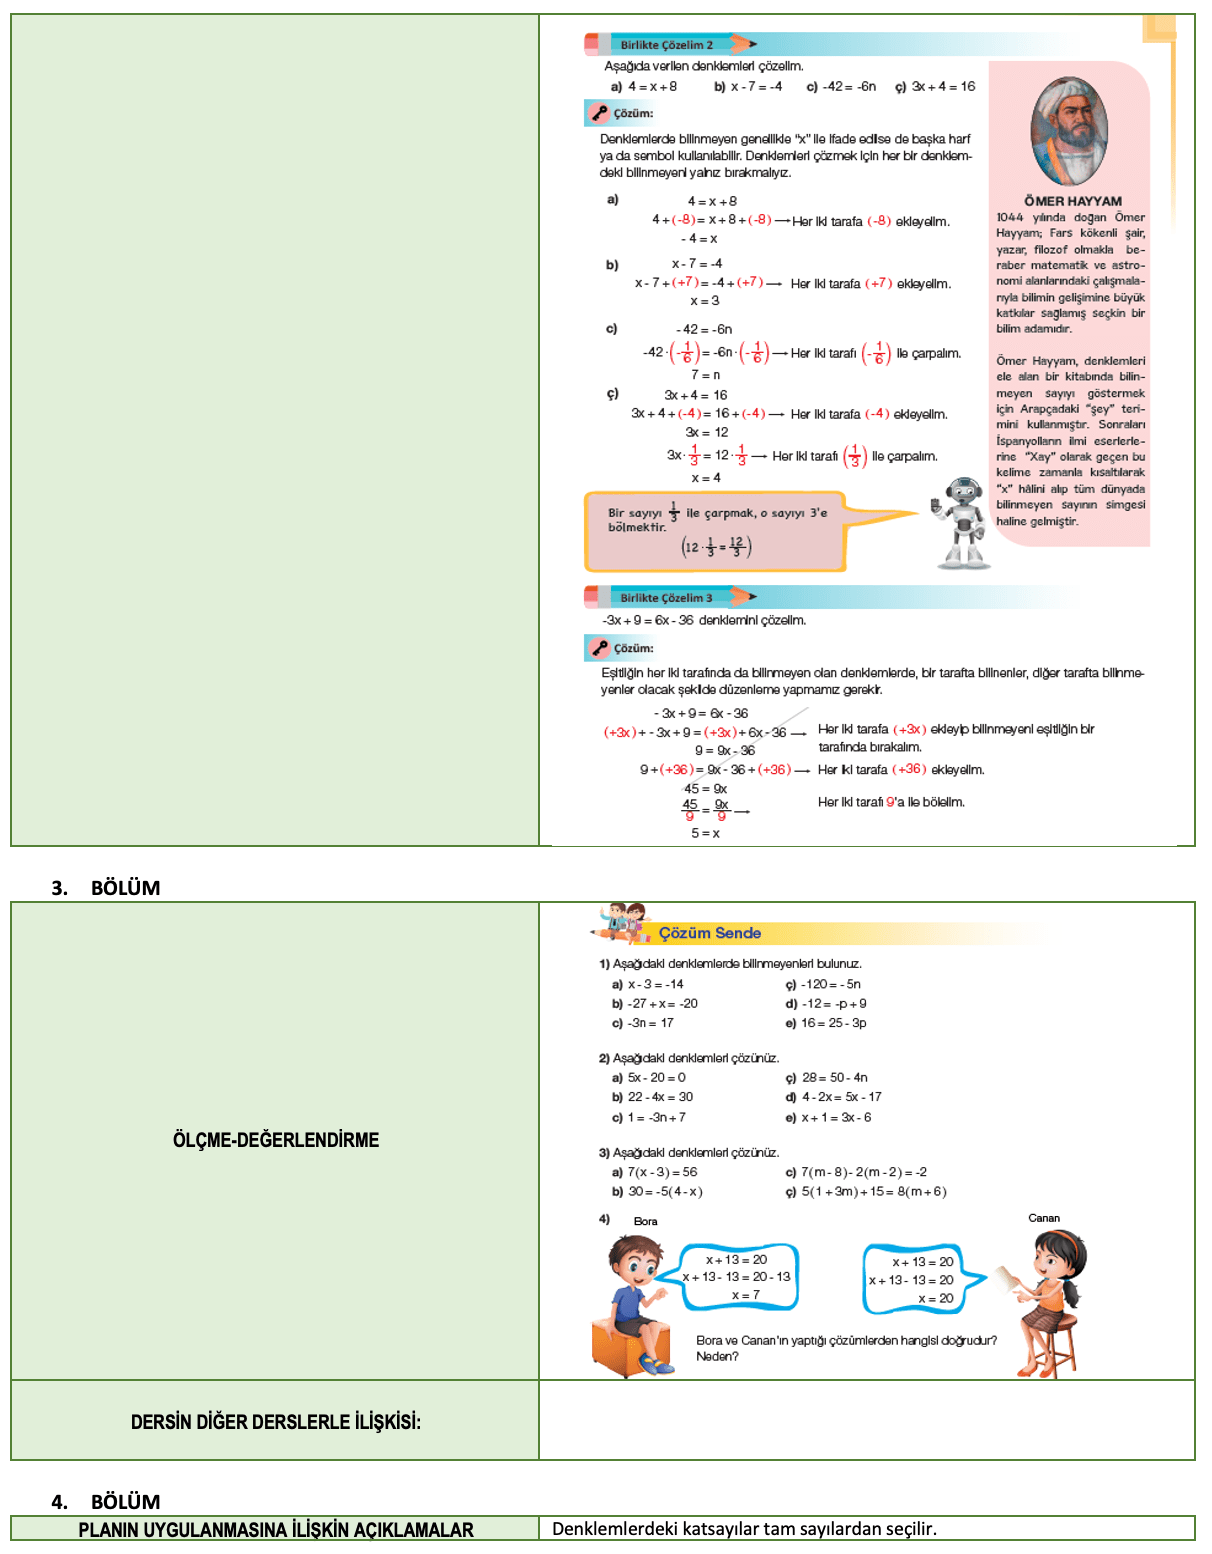 Birlikte Çözelim 2
Aşağıda verilen denklemleri çözelim.
a) 4 = x + 8 b) x - 7 = -4 c) -42 = -6n ç) 3x + 4 = 16
Çözüm:
Denklemlerde bilinmeyen genellikle “x” ile ifade edilse de başka harf
ya da sembol kullanılabilir. Denklemleri çözmek için her bir denklem-
deki bilinmeyeni yalnız bırakmalıyız.
a) 4 = x + 8
4 + (-8) = x + 8 + (-8) → Her iki tarafa (-8) ekleyelim.
- 4 = x
b) x - 7 = -4
x - 7 + (+7) = -4 + (+7) → Her iki tarafa (+7) ekleyelim.
x = 3
c) - 42 = -6n
-42 · (-1/6) = -6n · (-1/6) → Her iki tarafı (-1/6) ile çarpalım.
7 = n
ç) 3x + 4 = 16
3x + 4 + (-4) = 16 + (-4) → Her iki tarafa (-4) ekleyelim.
3x = 12
3x · 1/3 = 12 · 1/3 → Her iki tarafı (1/3) ile çarpalım.
x = 4
Bir sayıyı 1/3 ile çarpmak, o sayıyı 3'e
bölmektir.
(12 · 1/3 = 12/3)
ÖMER HAYYAM
1044 yılında doğan Ömer
Hayyam; Fars kökenli şair,
yazar, filozof olmakla be-
raber matematik ve astro-
nomi alanlarındaki çalışmala-
rıyla bilimin gelişimine büyük
katkılar sağlamış seçkin bir
bilim adamıdır.
Ömer Hayyam, denklemleri
ele alan bir kitabında bilin-
meyen sayıyı göstermek
için Arapçadaki “şey” teri-
mini kullanmıştır. Sonraları
İspanyolların ilmi eserlerle-
rine “Xay” olarak geçen bu
kelime zamanla kısaltılarak
“x” hâlini alıp tüm dünyada
bilinmeyen sayının simgesi
haline gelmiştir.
Birlikte Çözelim 3
-3x + 9 = 6x - 36 denklemini çözelim.
Çözüm:
Eşitliğin her iki tarafında da bilinmeyen olan denklemlerde, bir tarafta bilinenler, diğer tarafta bilinme-
yenler olacak şekilde düzenleme yapmamız gerekir.
- 3x + 9 = 6x - 36
(+3x) + - 3x + 9 = (+3x) + 6x - 36 → Her iki tarafa (+3x) ekleyip bilinmeyeni eşitliğin bir
tarafında bırakalım.
9 = 9x - 36
9 + (+36) = 9x - 36 + (+36) → Her iki tarafa (+36) ekleyelim.
45 = 9x
45/9 = 9x/9 → Her iki tarafı 9'a ile bölelim.
5 = x
3. BÖLÜM
ÖLÇME-DEĞERLENDİRME
Çözüm Sende
1) Aşağıdaki denklemlerde bilinmeyenleri bulunuz.
a) x - 3 = -14 ç) -120 = - 5n
b) -27 + x = -20 d) -12 = -p + 9
c) -3n = 17 e) 16 = 25 - 3p
2) Aşağıdaki denklemleri çözünüz.
a) 5x - 20 = 0 ç) 28 = 50 - 4n
b) 22 - 4x = 30 d) 4 - 2x = 5x - 17
c) 1 = -3n + 7 e) x + 1 = 3x - 6
3) Aşağıdaki denklemleri çözünüz.
a) 7(x - 3) = 56 c) 7(m - 8) - 2(m - 2) = -2
b) 30 = -5(4 - x) ç) 5(1 + 3m) + 15 = 8(m + 6)
4) Bora
x + 13 = 20
x + 13 - 13 = 20 - 13
x = 7
Canan
x + 13 = 20
x + 13 - 13 = 20
x = 20
Bora ve Canan'ın yaptığı çözümlerden hangisi doğrudur?
Neden?
DERSİN DİĞER DERSLERLE İLİŞKİSİ:
4. BÖLÜM
PLANIN UYGULANMASINA İLİŞKİN AÇIKLAMALAR
Denklemlerdeki katsayılar tam sayılardan seçilir.